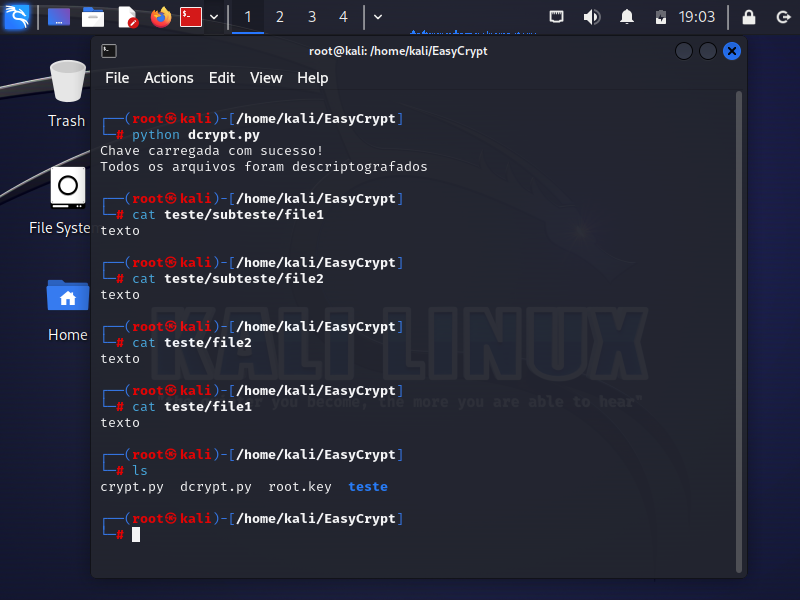 1 2 3 4 19:03
root@kali: /home/kali/EasyCrypt
File Actions Edit View Help
Trash
File Syste
Home
┌──(root㉿kali)-[/home/kali/EasyCrypt]
└─# python dcrypt.py
Chave carregada com sucesso!
Todos os arquivos foram descriptografados
┌──(root㉿kali)-[/home/kali/EasyCrypt]
└─# cat teste/subteste/file1
texto
┌──(root㉿kali)-[/home/kali/EasyCrypt]
└─# cat teste/subteste/file2
texto
┌──(root㉿kali)-[/home/kali/EasyCrypt]
└─# cat teste/file2
texto
┌──(root㉿kali)-[/home/kali/EasyCrypt]
└─# cat teste/file1
texto
┌──(root㉿kali)-[/home/kali/EasyCrypt]
└─# ls
crypt.py dcrypt.py root.key teste
┌──(root㉿kali)-[/home/kali/EasyCrypt]
└─#
KALI LINUX
you become, the more you are able to hear"